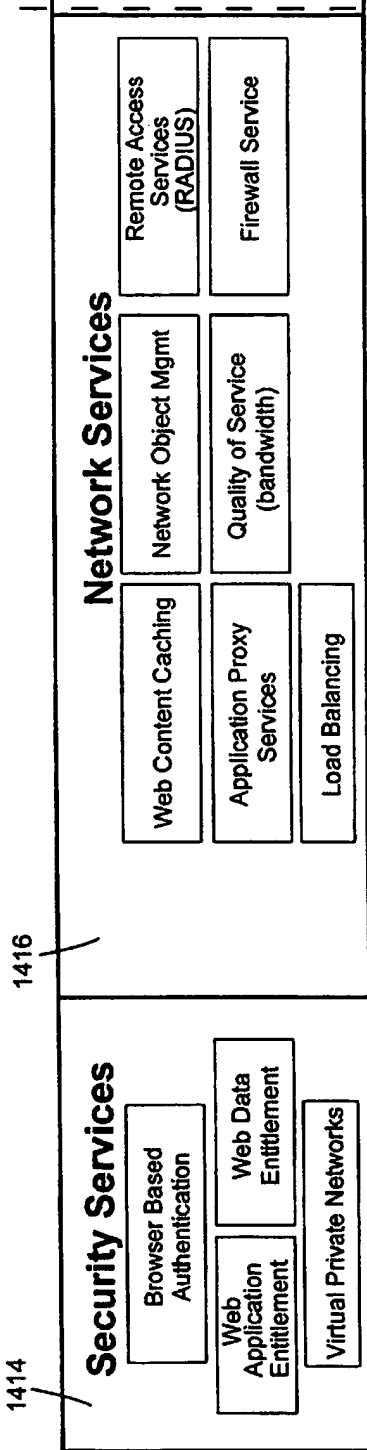 1414
Security Services
Browser Based
Authentication
Web
Application
Entitlement
Web Data
Entitlement
Virtual Private Networks
1416
Network Services
Web Content Caching
Network Object Mgmt
Remote Access
Services
(RADIUS)
Application Proxy
Services
Quality of Service
(bandwidth)
Firewall Service
Load Balancing